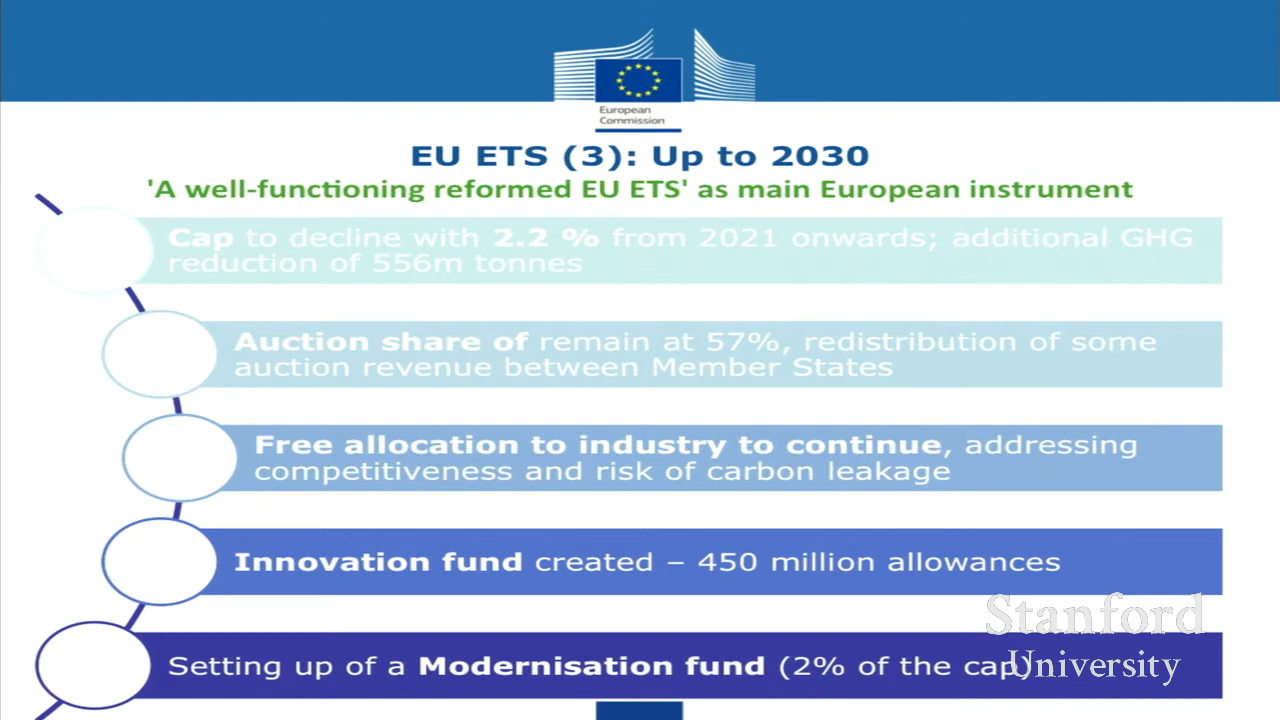 European
Commission
EU ETS (3): Up to 2030
'A well-functioning reformed EU ETS' as main European instrument
Cap to decline with 2.2 % from 2021 onwards; additional GHG
reduction of 556m tonnes
Auction share of remain at 57%, redistribution of some
auction revenue between Member States
Free allocation to industry to continue, addressing
competitiveness and risk of carbon leakage
Innovation fund created – 450 million allowances
Setting up of a Modernisation fund (2% of the cap)
Stanford
University